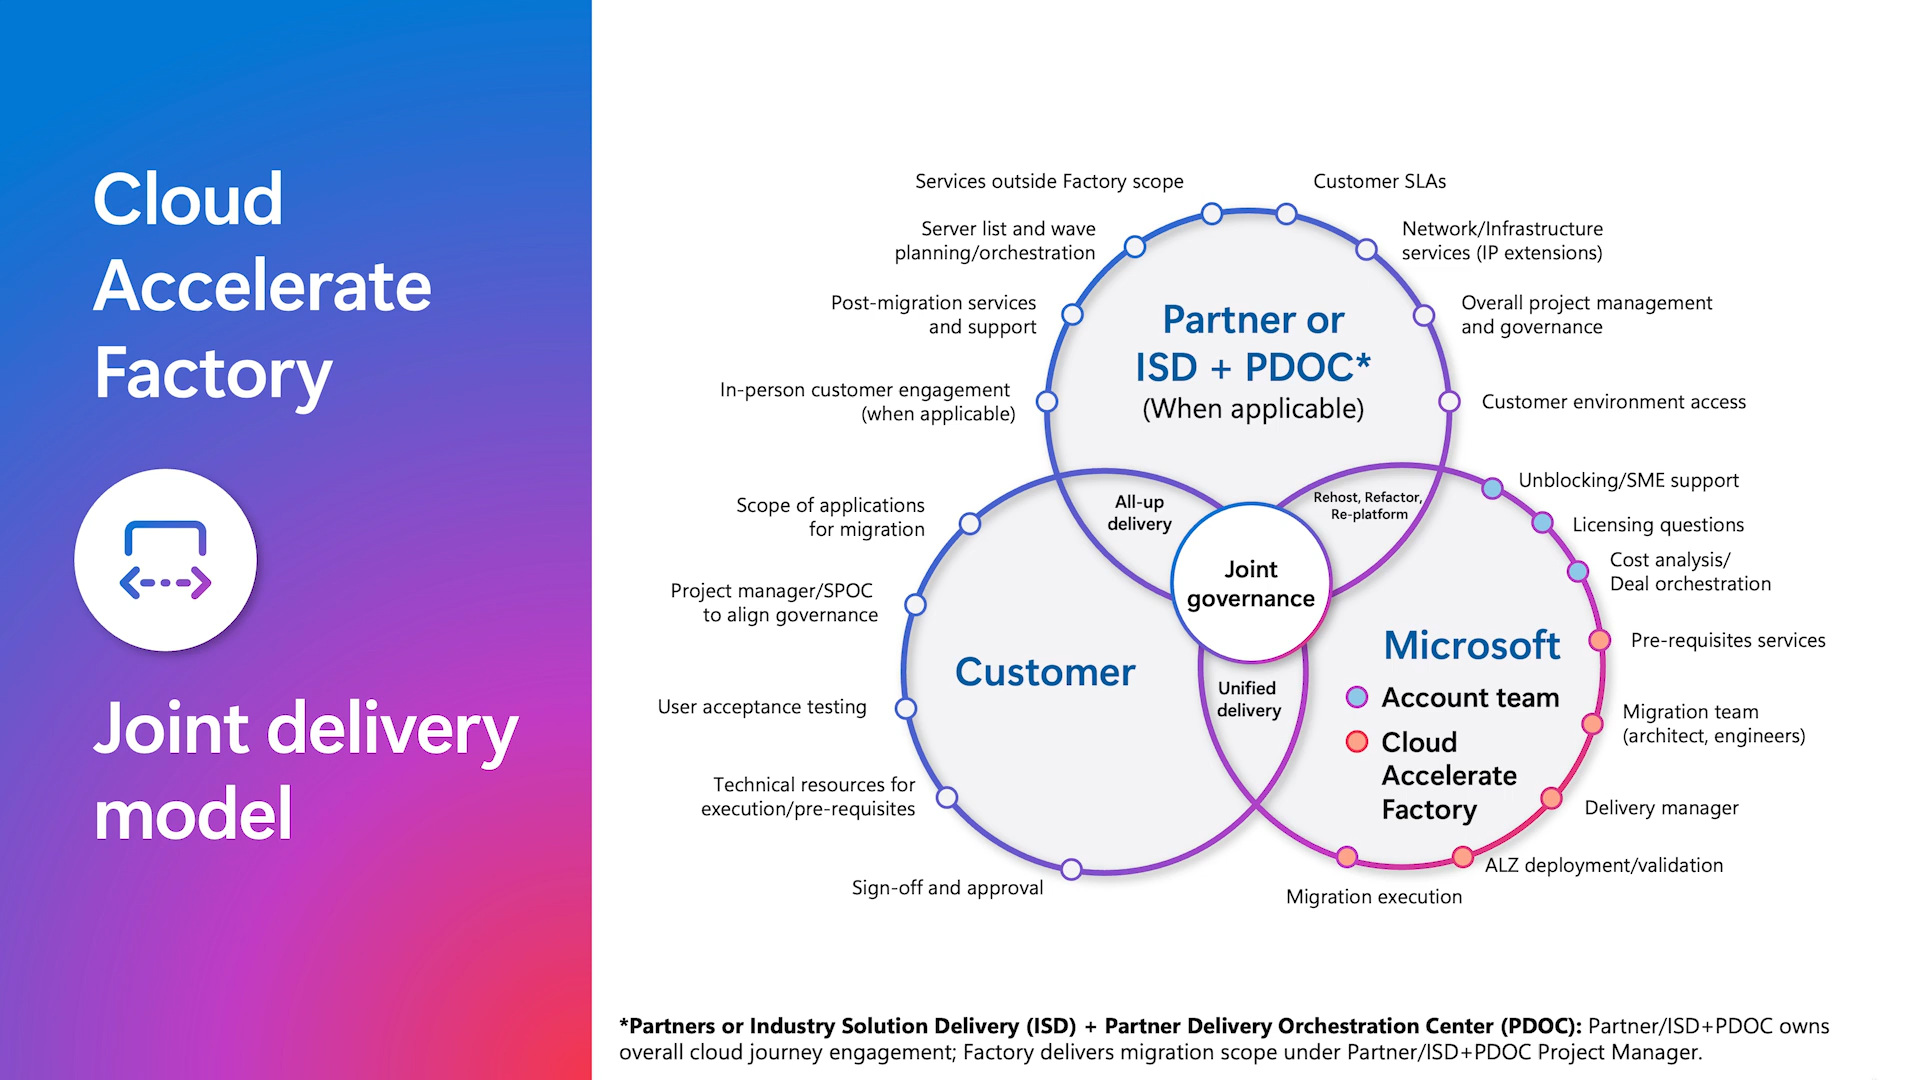 Cloud
Accelerate
Factory
Joint delivery
model
Services outside Factory scope
Customer SLAs
Server list and wave
planning/orchestration
Network/Infrastructure
services (IP extensions)
Post-migration services
and support
Overall project management
and governance
In-person customer engagement
(when applicable)
Customer environment access
Partner or
ISD + PDOC*
(When applicable)
Scope of applications
for migration
Project manager/SPOC
to align governance
User acceptance testing
Technical resources for
execution/pre-requisites
Sign-off and approval
Customer
All-up
delivery
Rehost, Refactor,
Re-platform
Joint
governance
Unified
delivery
Microsoft
Account team
Cloud
Accelerate
Factory
Unblocking/SME support
Licensing questions
Cost analysis/
Deal orchestration
Pre-requisites services
Migration team
(architect, engineers)
Delivery manager
ALZ deployment/validation
Migration execution
*Partners or Industry Solution Delivery (ISD) + Partner Delivery Orchestration Center (PDOC): Partner/ISD+PDOC owns
overall cloud journey engagement; Factory delivers migration scope under Partner/ISD+PDOC Project Manager.